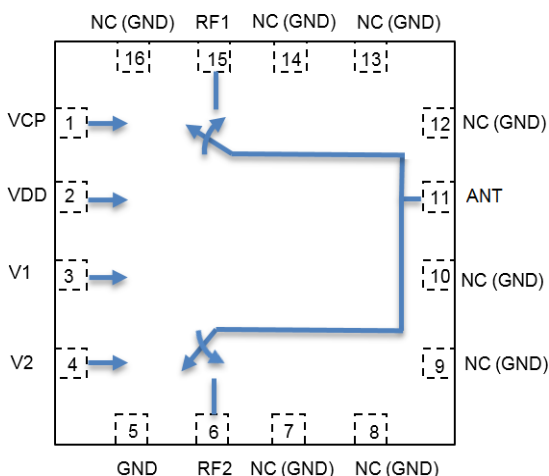 NC (GND) RF1 NC (GND) NC (GND)
16 15 14 13
VCP 1 12 NC (GND)
VDD 2 11 ANT
V1 3 10 NC (GND)
V2 4 9 NC (GND)
5 6 7 8
GND RF2 NC (GND) NC (GND)